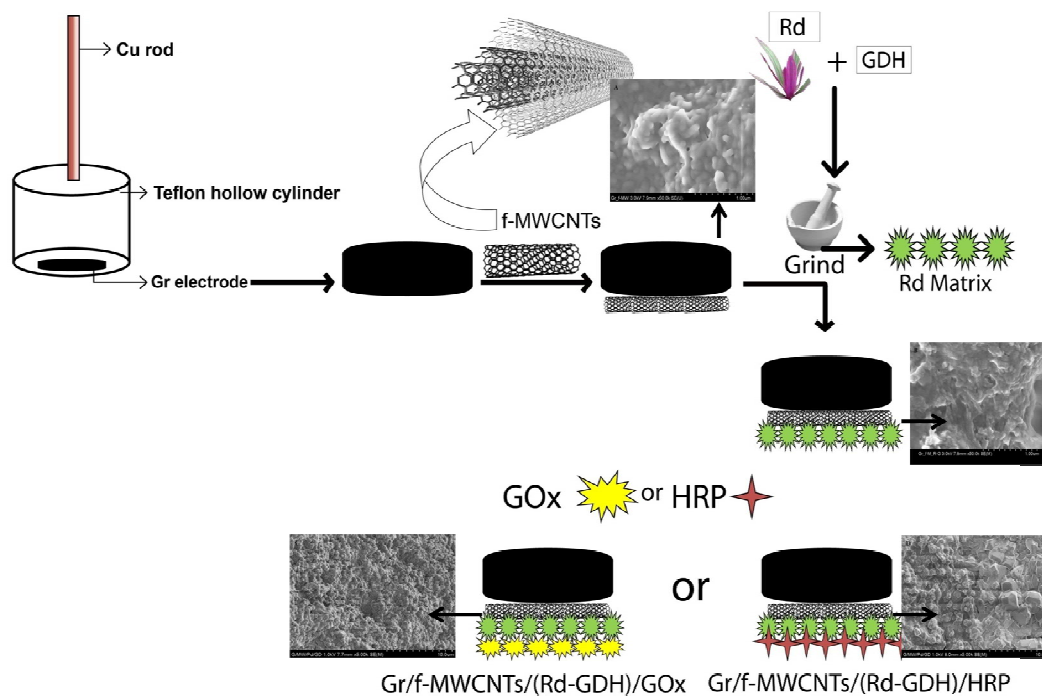 Cu rod
Teflon hollow cylinder
Gr electrode
f-MWCNTs
Rd
+ GDH
Grind
Rd Matrix
GOx or HRP
or
Gr/f-MWCNTs/(Rd-GDH)/GOx
Gr/f-MWCNTs/(Rd-GDH)/HRP